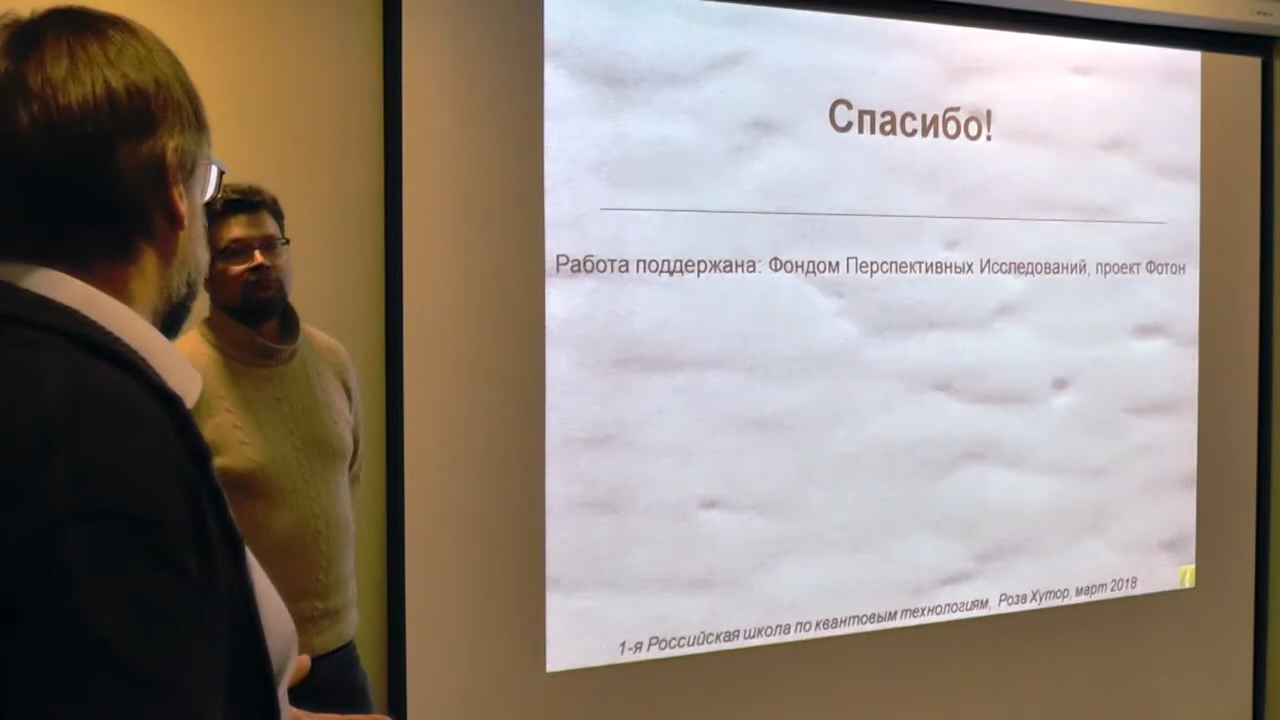 Спасибо!
Работа поддержана: Фондом Перспективных Исследований, проект Фотон
1-я Российская школа по квантовым технологиям, Роза Хутор, март 2018